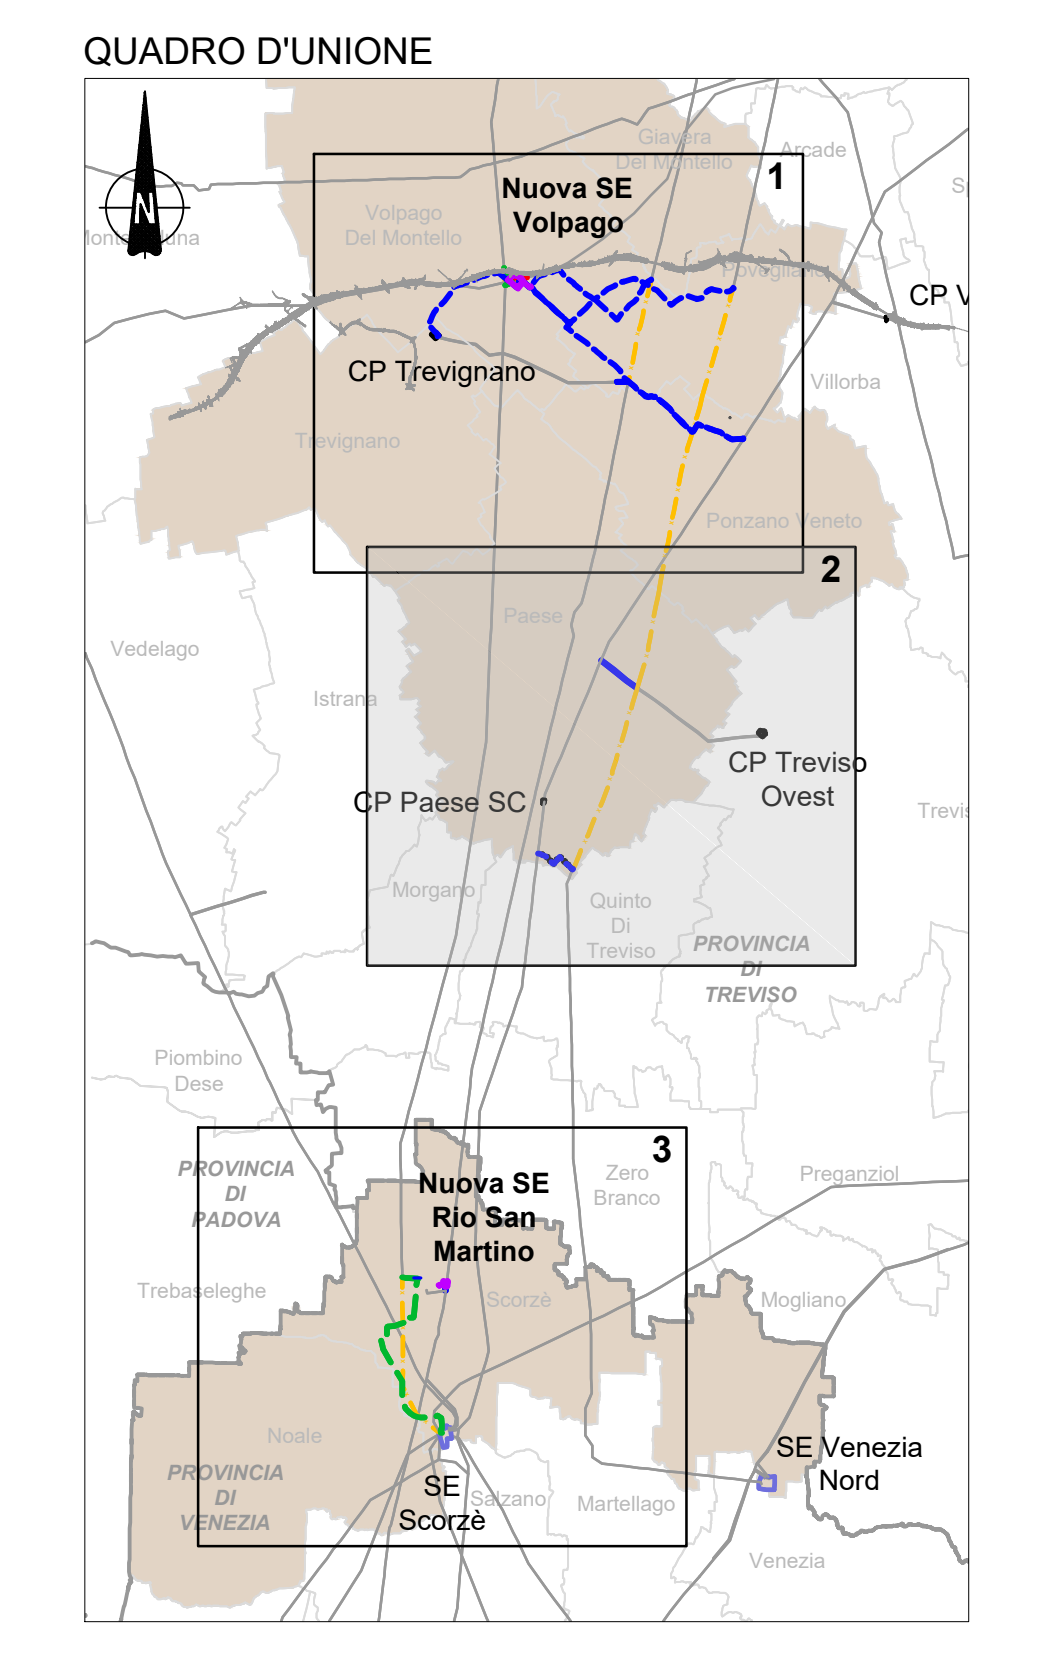 QUADRO D'UNIONE
Giavera
Del Montello
Arcade
1
Nuova SE
Volpago
Volpago
Del Montello
N
Povegliano
CP V
CP Trevignano
Villorba
Trevignano
Ponzano Veneto
2
Paese
Vedelago
Istrana
CP Treviso
Ovest
CP Paese SC
Trevis
Morgano
Quinto
Di
Treviso
PROVINCIA
DI
TREVISO
Piombino
Dese
3
PROVINCIA
DI
PADOVA
Nuova SE
Rio San
Martino
Zero
Branco
Preganziol
Trebaseleghe
Scorzè
Mogliano
Noale
SE Venezia
Nord
PROVINCIA
DI
VENEZIA
SE
Scorzè
Salzano
Martellago
Venezia